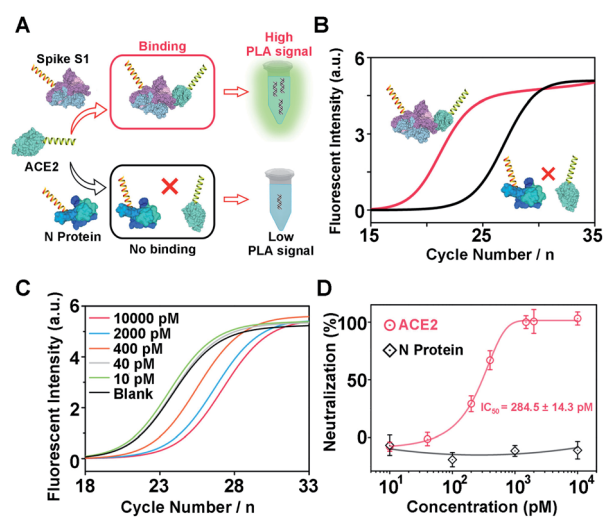 A
Spike S1
Binding
High
PLA signal
ACE2
N Protein
No binding
Low
PLA signal
B
Fluorescent Intensity (a.u.)
6
3
0
15
25
35
Cycle Number / n
C
Fluorescent Intensity (a.u.)
6
5
4
3
2
1
0
10000 pM
2000 pM
400 pM
40 pM
10 pM
Blank
18
23
28
33
Cycle Number / n
D
Neutralization (%)
100
50
0
ACE2
N Protein
IC50 = 284.5 ± 14.3 pM
10¹
10²
10³
10⁴
Concentration (pM)